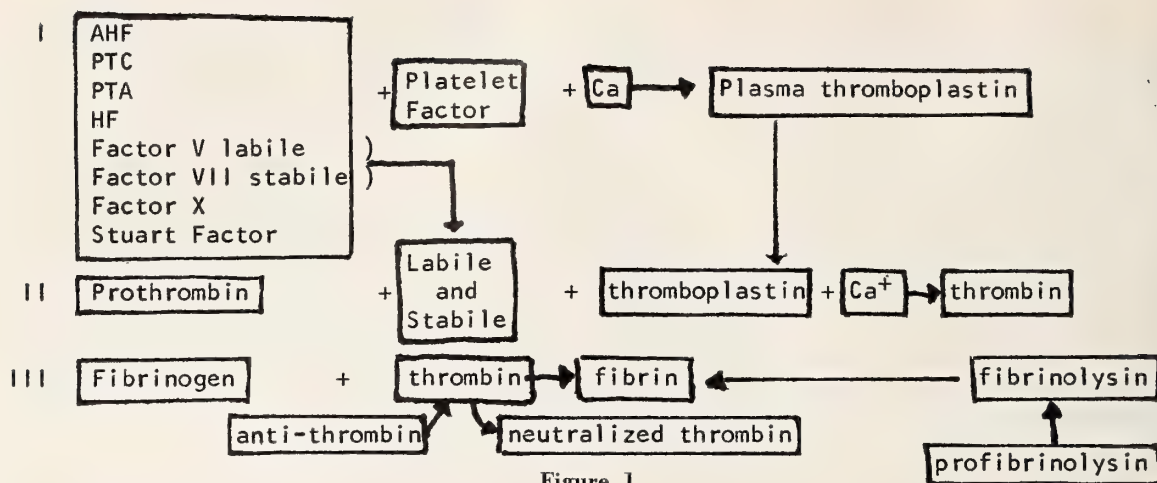 I AHF
PTC
PTA
HF
Factor V labile )
Factor VII stabile )
Factor X
Stuart Factor
+ Platelet Factor + Ca Plasma thromboplastin
II Prothrombin + Labile and Stabile + thromboplastin + Ca+ thrombin
III Fibrinogen + thrombin fibrin fibrinolysin
anti-thrombin neutralized thrombin
profibrinolysin
Figure 1